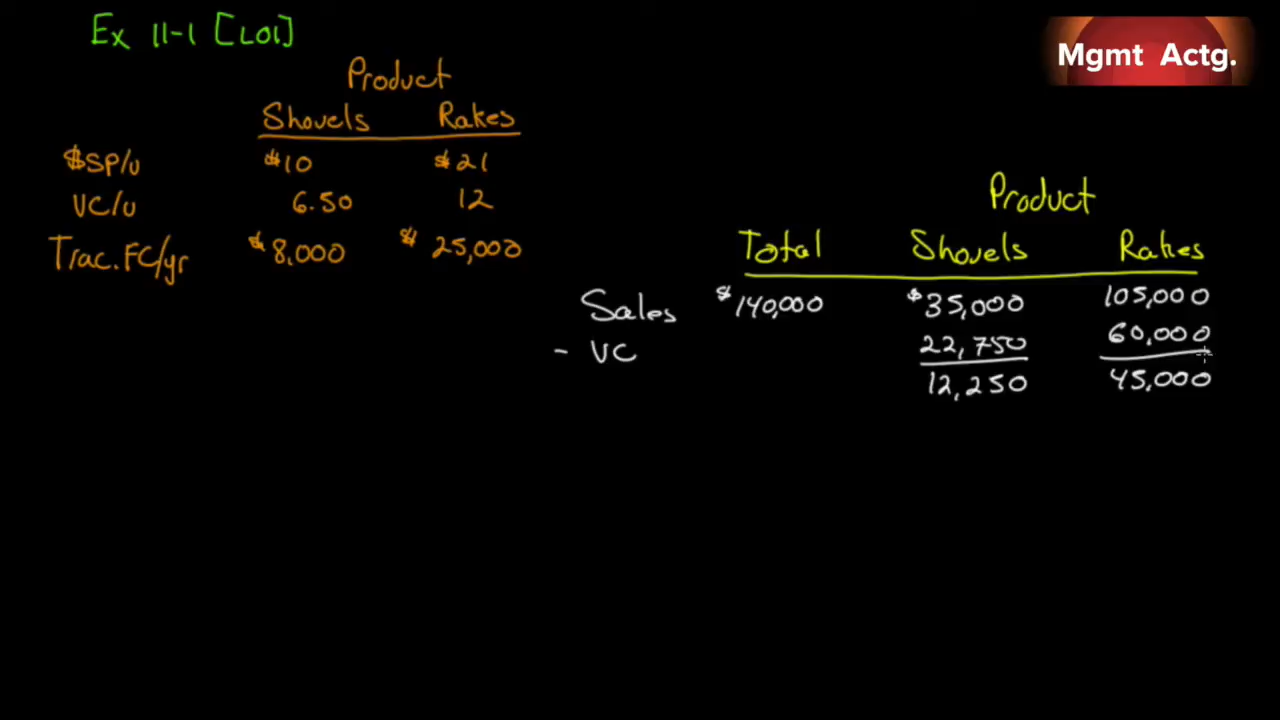 Ex 11-1 [LO1]
Mgmt Actg.
Product
Shovels Rakes
$SP/u $10 $21
VC/u 6.50 12
Trac.FC/yr $8,000 $25,000
Product
Total Shovels Rakes
Sales $140,000 $35,000 105,000
- VC 22,750 60,000
12,250 45,000